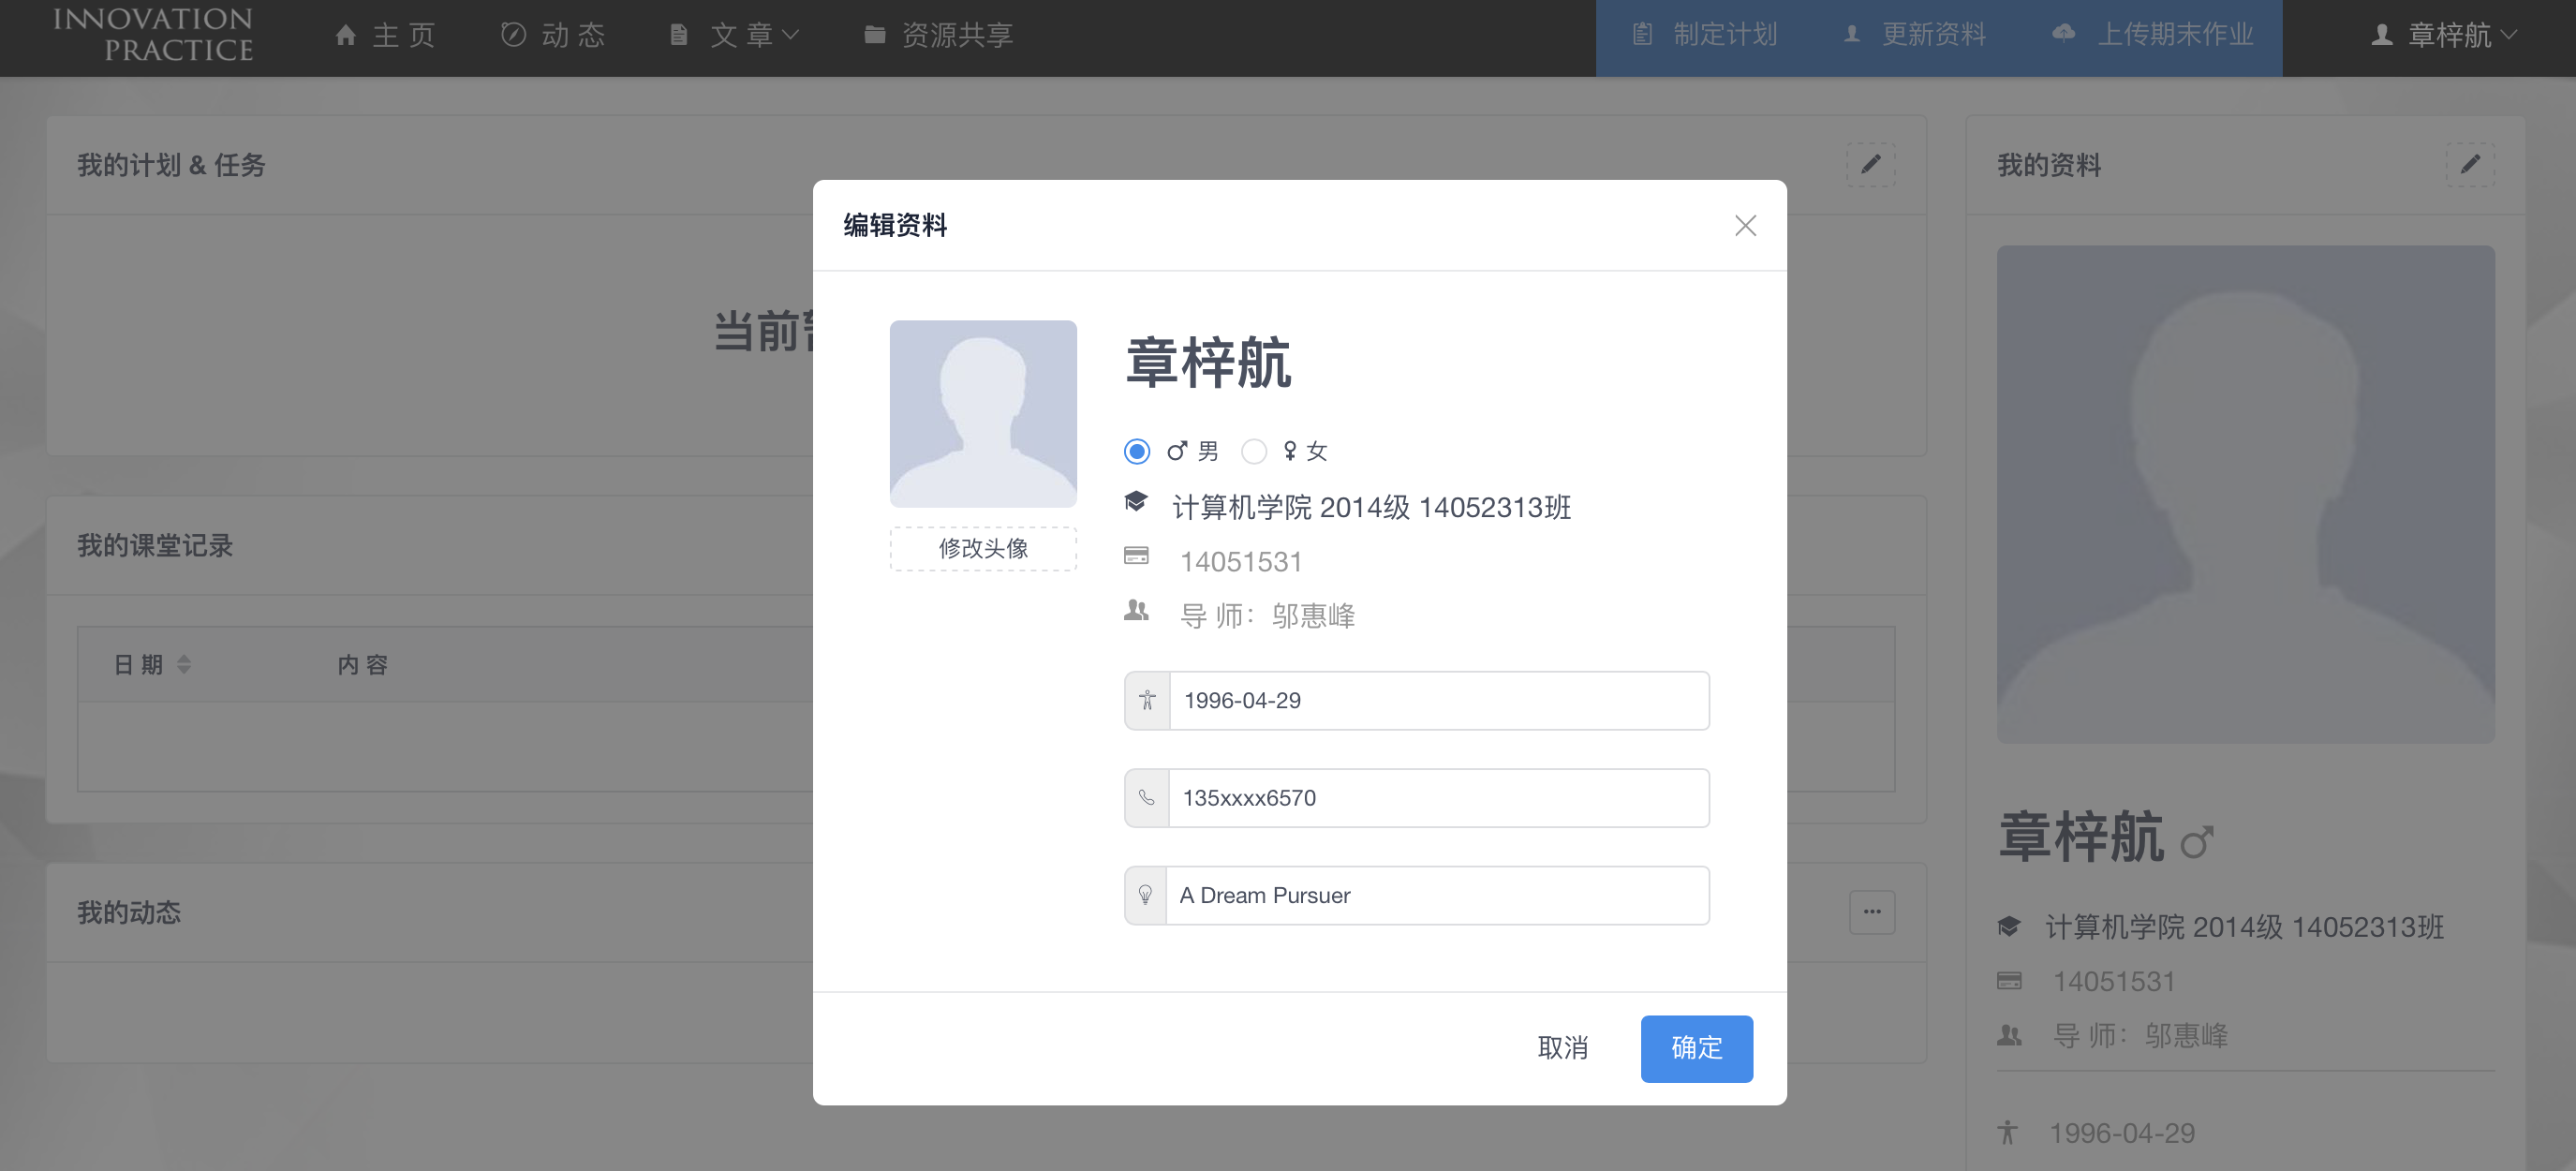 INNOVATION
PRACTICE
主 页
动 态
文 章
资源共享
制定计划
更新资料
上传期末作业
章梓航
我的计划 & 任务
当前
我的课堂记录
日 期
内 容
我的动态
编辑资料
修改头像
章梓航
男
女
计算机学院 2014级 14052313班
14051531
导 师：邬惠峰
1996-04-29
135xxxx6570
A Dream Pursuer
取消
确定
我的资料
章梓航
计算机学院 2014级 14052313班
14051531
导 师：邬惠峰
1996-04-29